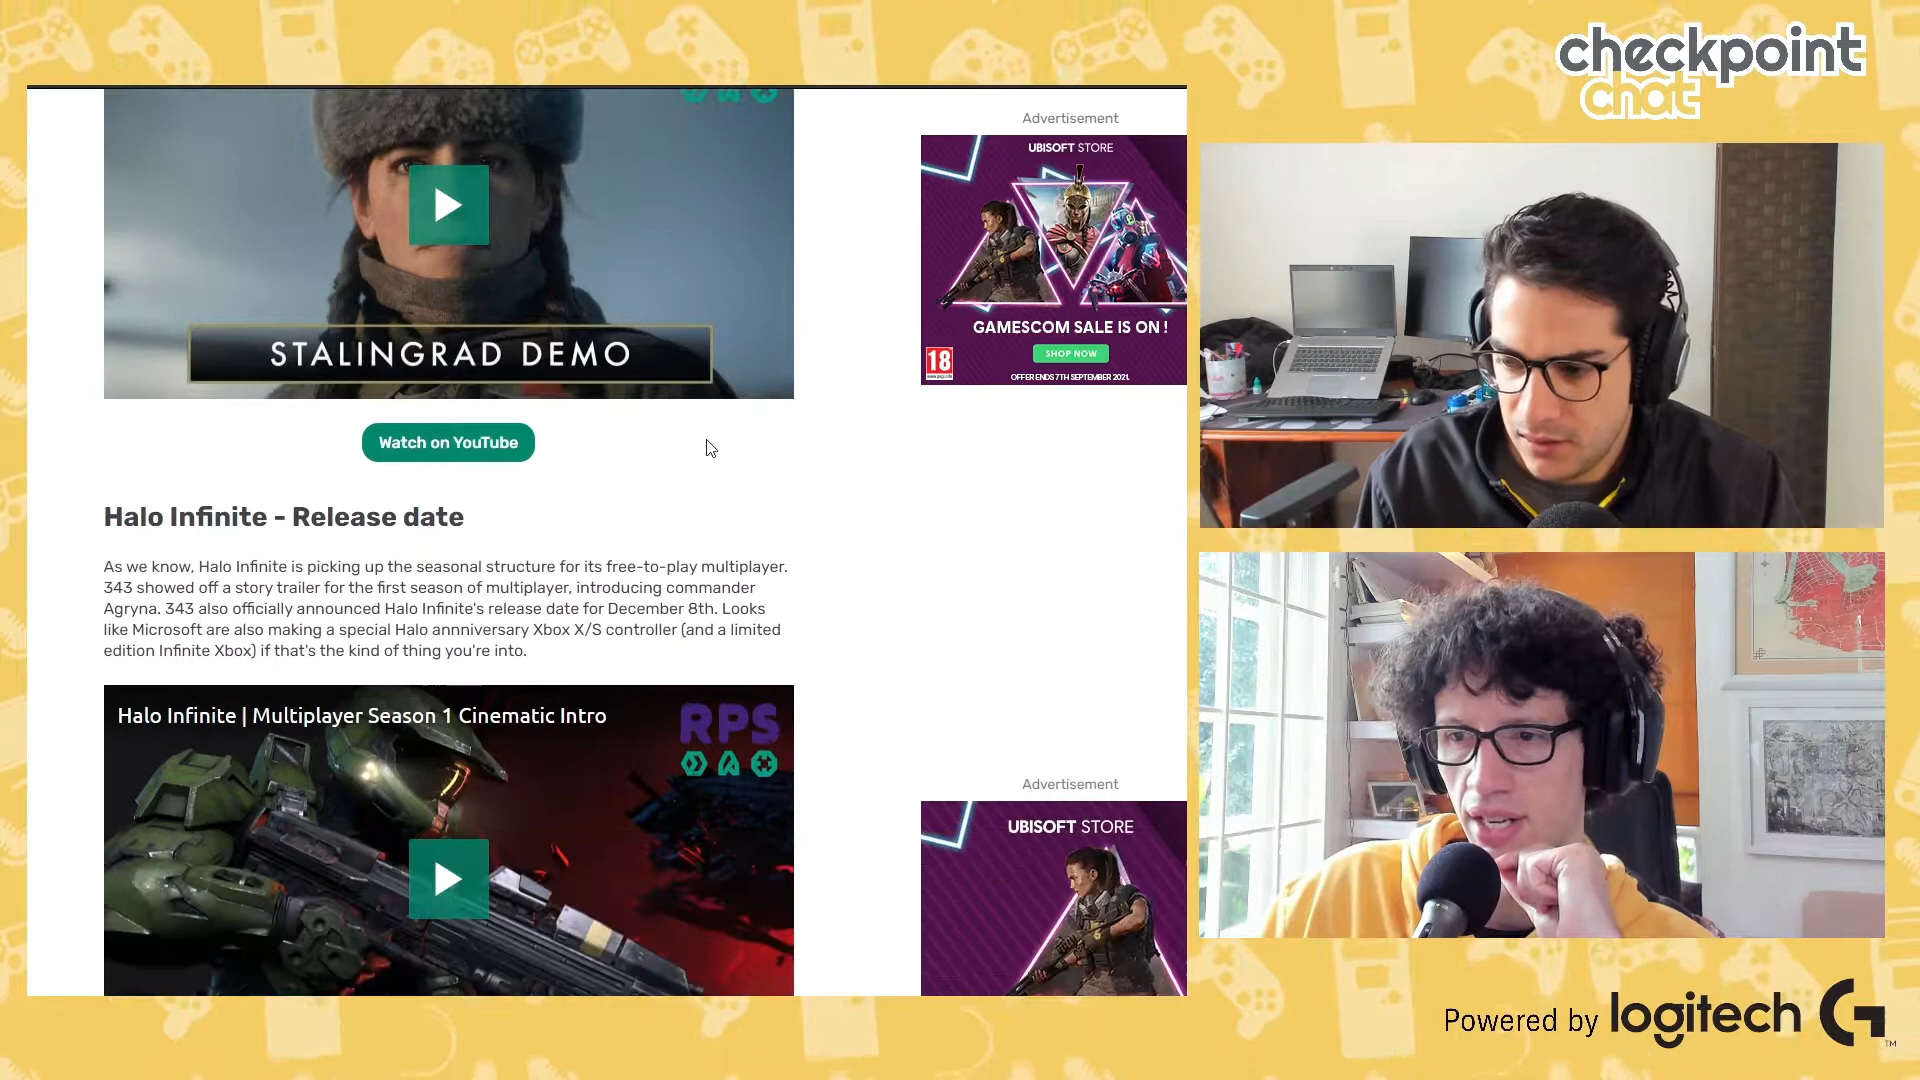 checkpoint
chat
Advertisement
UBISOFT STORE
GAMESCOM SALE IS ON !
SHOP NOW
18
OFFER ENDS 7TH SEPTEMBER 2021.
STALINGRAD DEMO
Watch on YouTube
Halo Infinite - Release date
As we know, Halo Infinite is picking up the seasonal structure for its free-to-play multiplayer.
343 showed off a story trailer for the first season of multiplayer, introducing commander
Agryna. 343 also officially announced Halo Infinite's release date for December 8th. Looks
like Microsoft are also making a special Halo annniversary Xbox X/S controller (and a limited
edition Infinite Xbox) if that's the kind of thing you're into.
Halo Infinite | Multiplayer Season 1 Cinematic Intro
RPS
Advertisement
UBISOFT STORE
Powered by logitech G
TM